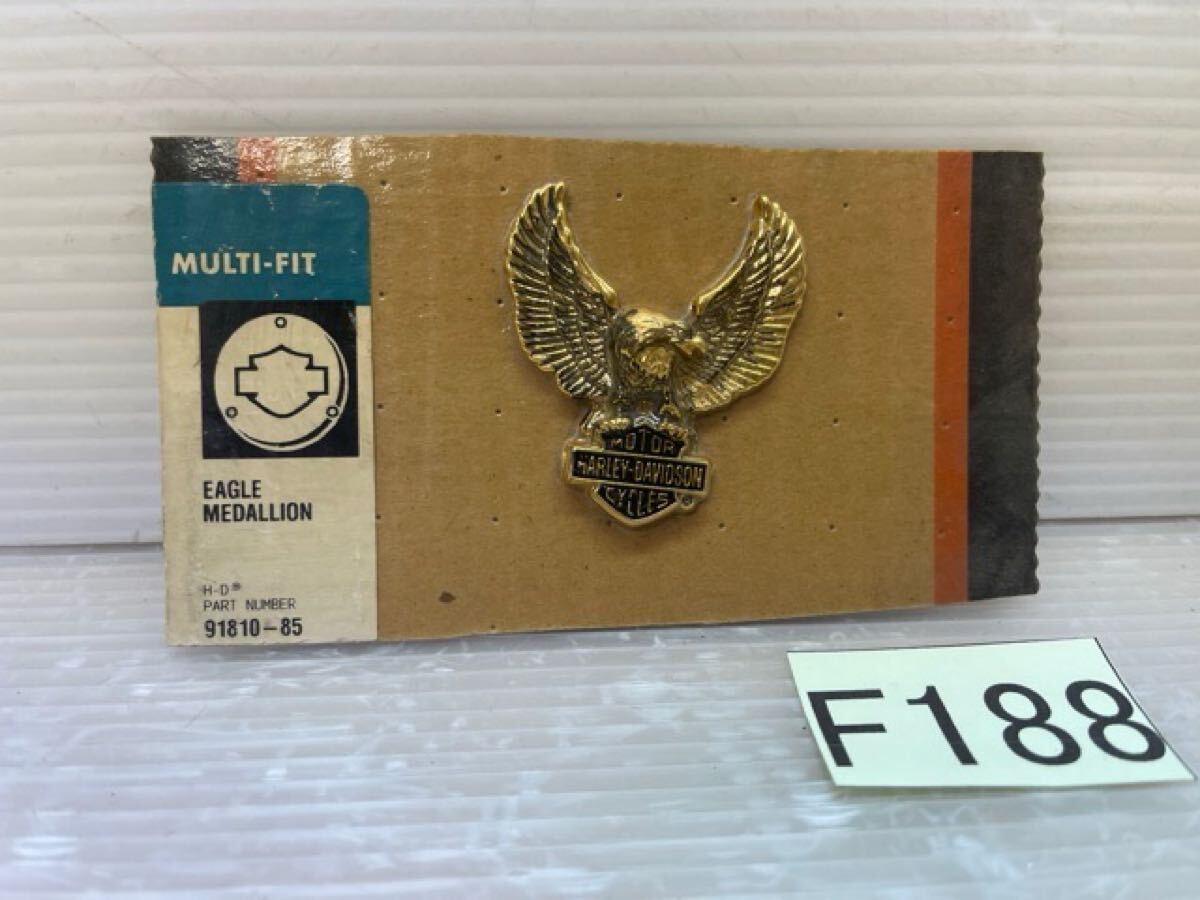 MULTI-FIT
EAGLE
MEDALLION
H-D®
PART NUMBER
91810-85
MOTOR
HARLEY-DAVIDSON
CYCLES
®
F188